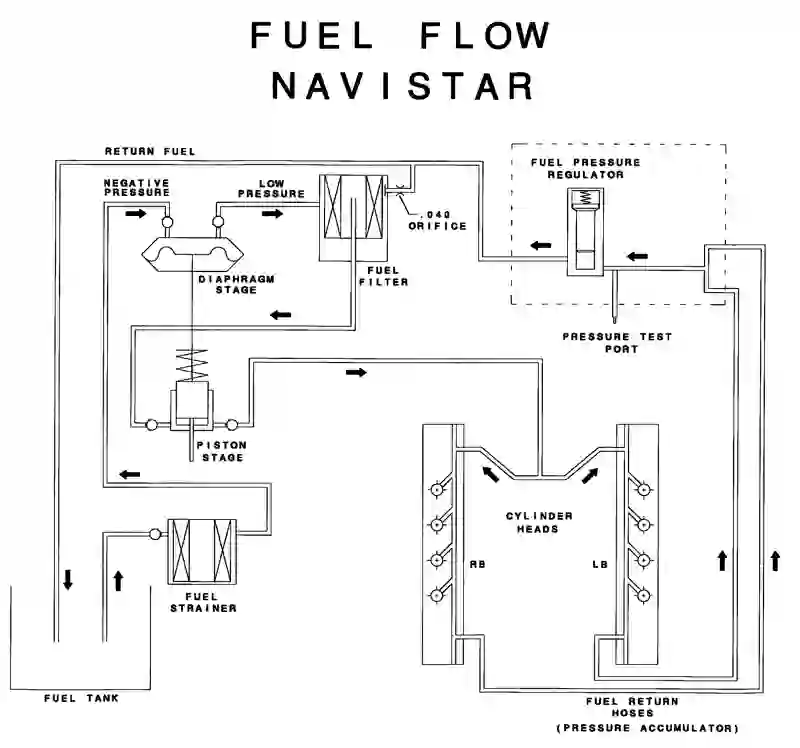 FUEL FLOW
NAVISTAR
RETURN FUEL
FUEL PRESSURE
REGULATOR
NEGATIVE
PRESSURE
LOW
PRESSURE
.040
ORIFICE
DIAPHRAGM
STAGE
FUEL
FILTER
PRESSURE TEST
PORT
PISTON
STAGE
CYLINDER
HEADS
RB
LB
FUEL
STRAINER
FUEL TANK
FUEL RETURN
HOSES
(PRESSURE ACCUMULATOR)